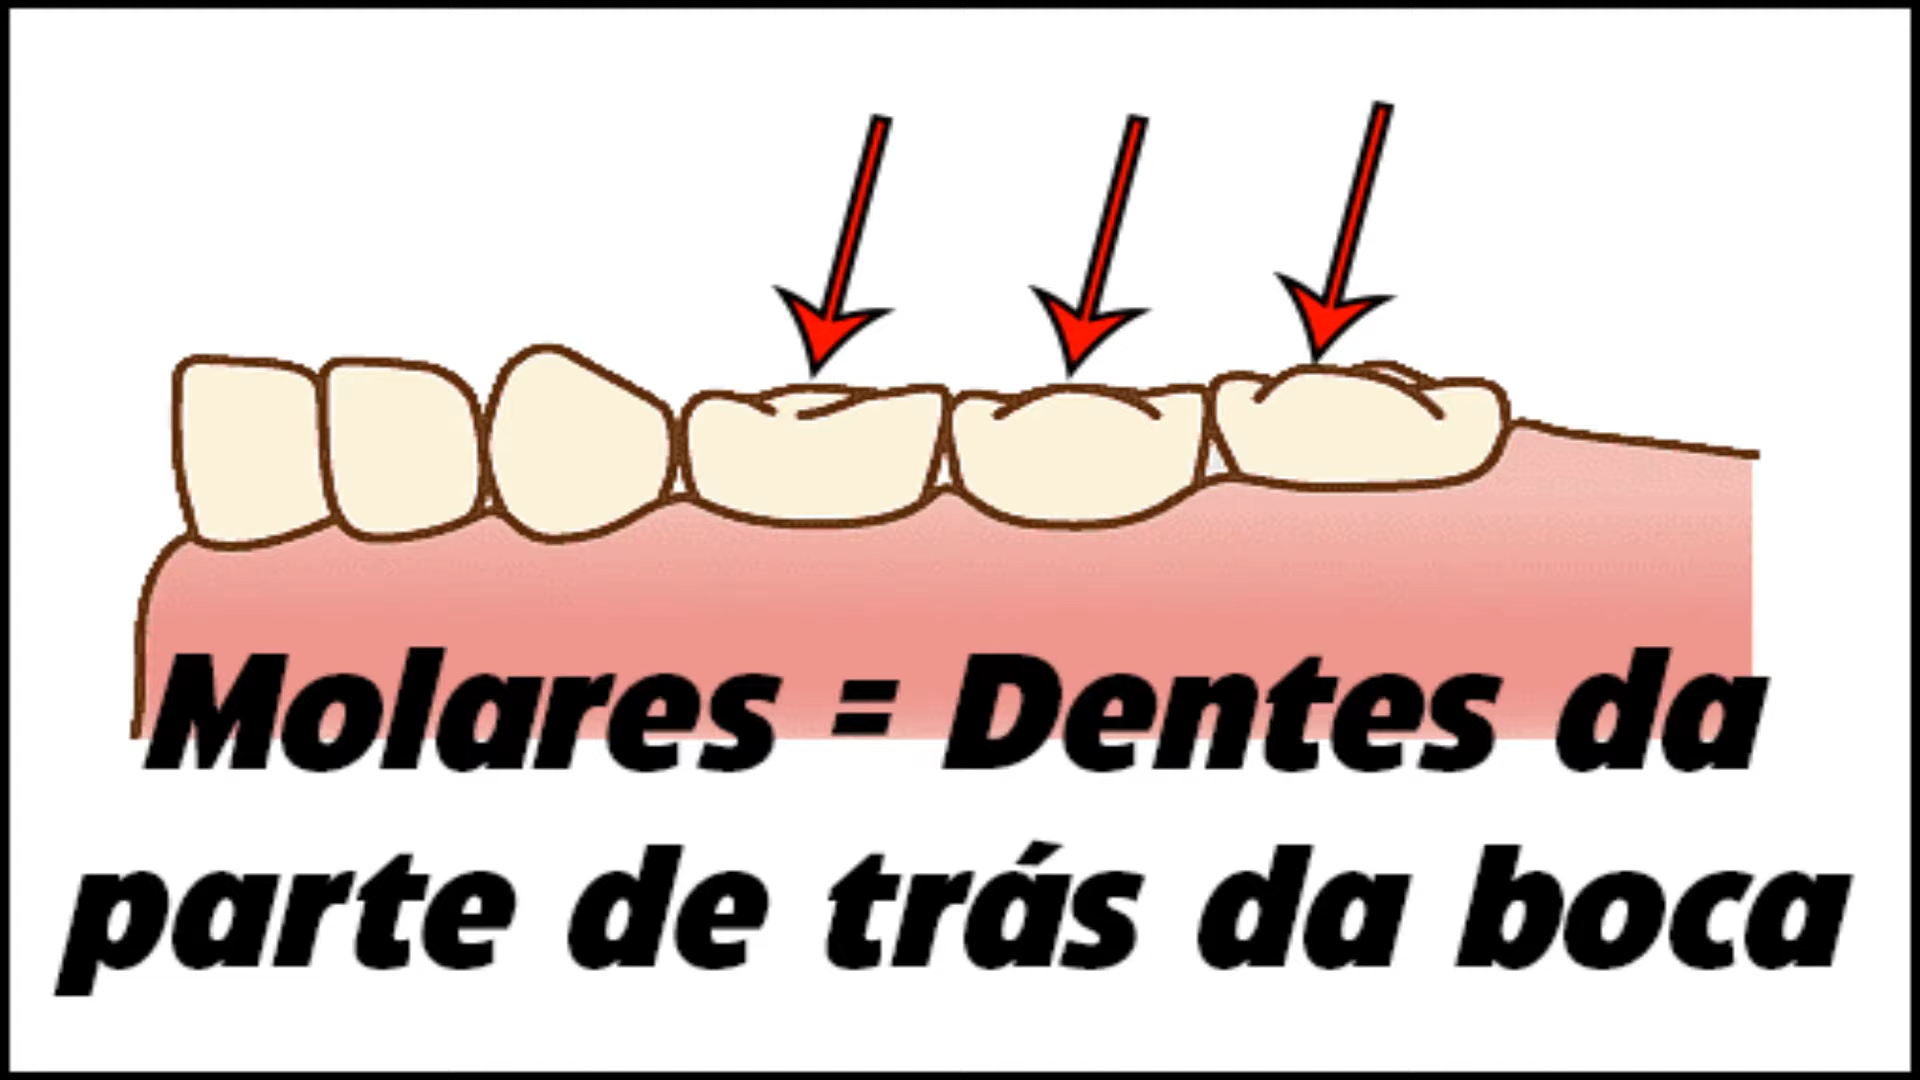 Molares = Dentes da
parte de trás da boca